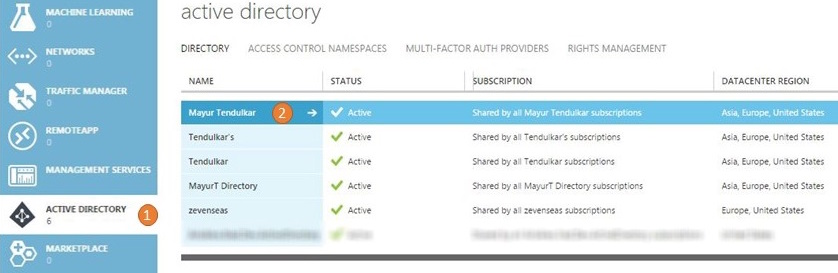 active directory
MACHINE LEARNING
0
NETWORKS
0
TRAFFIC MANAGER
0
REMOTEAPP
0
MANAGEMENT SERVICES
0
ACTIVE DIRECTORY
6
1
MARKETPLACE
0
DIRECTORY ACCESS CONTROL NAMESPACES MULTI-FACTOR AUTH PROVIDERS RIGHTS MANAGEMENT
NAME STATUS SUBSCRIPTION DATACENTER REGION
Mayur Tendulkar 2 → Active Shared by all Mayur Tendulkar subscriptions Asia, Europe, United States
Tendulkar's Active Shared by all Tendulkar's subscriptions Asia, Europe, United States
Tendulkar Active Shared by all Tendulkar subscriptions Asia, Europe, United States
MayurT Directory Active Shared by all MayurT Directory subscriptions Asia, Europe, United States
zevenseas Active Shared by all zevenseas subscriptions Europe, United States